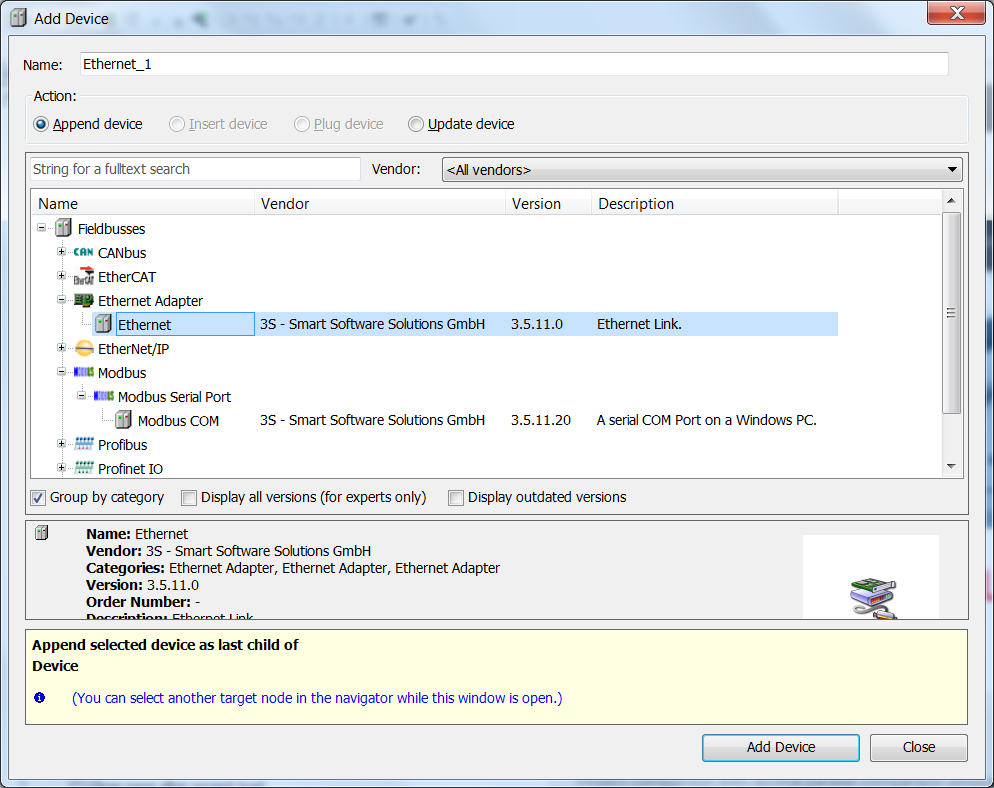 Add Device
Name: Ethernet_1
Action:
Append device Insert device Plug device Update device
String for a fulltext search Vendor: <All vendors>
Name Vendor Version Description
Fieldbusses
CAN CANbus
EtherCAT
Ethernet Adapter
Ethernet 3S - Smart Software Solutions GmbH 3.5.11.0 Ethernet Link.
EtherNet/IP
Modbus
Modbus Serial Port
Modbus COM 3S - Smart Software Solutions GmbH 3.5.11.20 A serial COM Port on a Windows PC.
Profibus
Profinet IO
Group by category Display all versions (for experts only) Display outdated versions
Name: Ethernet
Vendor: 3S - Smart Software Solutions GmbH
Categories: Ethernet Adapter, Ethernet Adapter, Ethernet Adapter
Version: 3.5.11.0
Order Number: -
Description: Ethernet Link
Append selected device as last child of
Device
(You can select another target node in the navigator while this window is open.)
Add Device Close